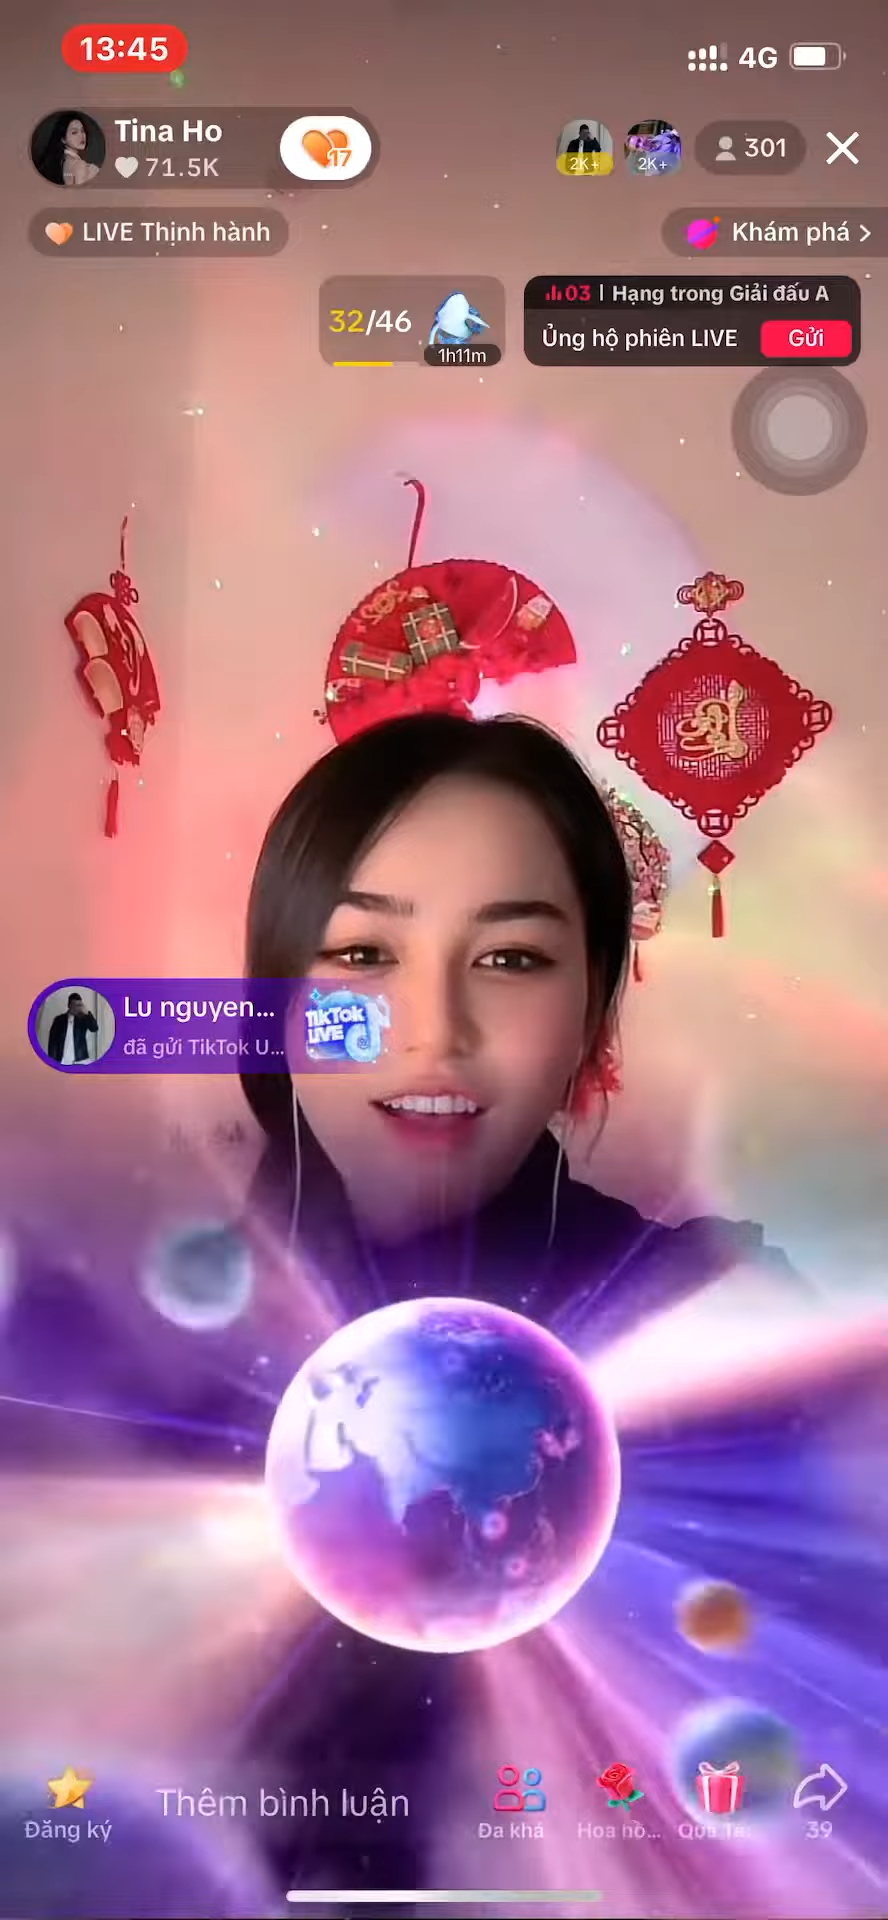 13:45
4G
Tina Ho
71.5K
17
2K+
2K+
301
LIVE Thịnh hành
Khám phá
32/46
1h11m
03 | Hạng trong Giải đấu A
Ủng hộ phiên LIVE
Gửi
Lu nguyen...
đã gửi TikTok U...
TikTok
LIVE
Đăng ký
Thêm bình luận
Đa khá
Hoa hồ...
39